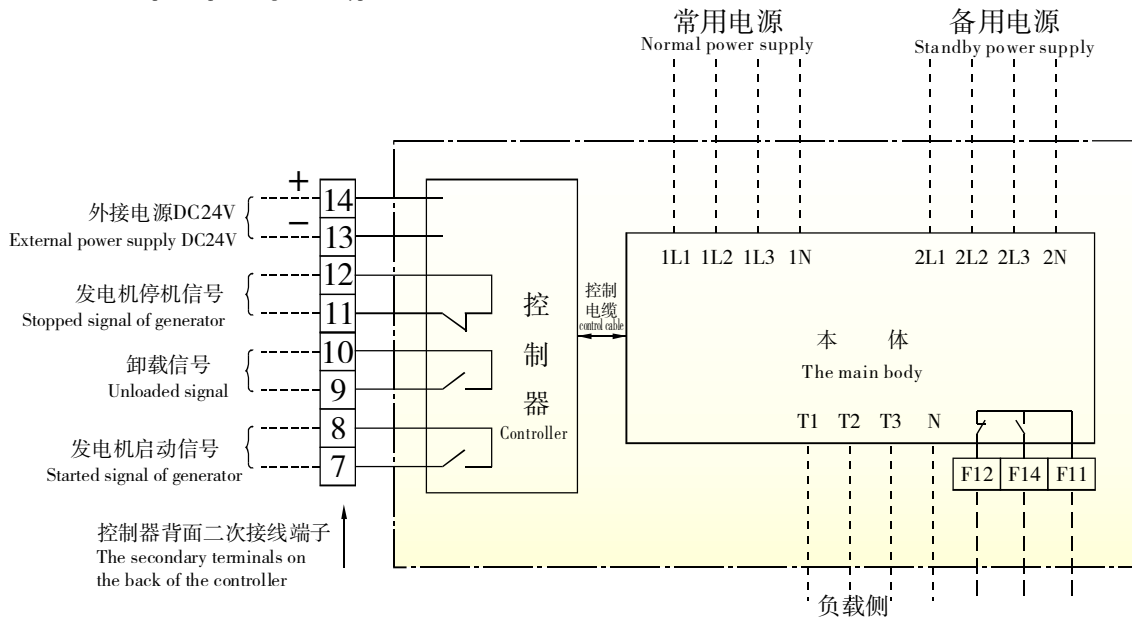 常用电源
Normal power supply
备用电源
Standby power supply
+
外接电源DC24V
−
External power supply DC24V
14
13
12
11
10
9
8
7
发电机停机信号
Stopped signal of generator
卸载信号
Unloaded signal
发电机启动信号
Started signal of generator
控制器
Controller
控制
电缆
control cable
1L1 1L2 1L3 1N
2L1 2L2 2L3 2N
本 体
The main body
T1 T2 T3 N
F12 F14 F11
控制器背面二次接线端子
The secondary terminals on
the back of the controller
负载侧